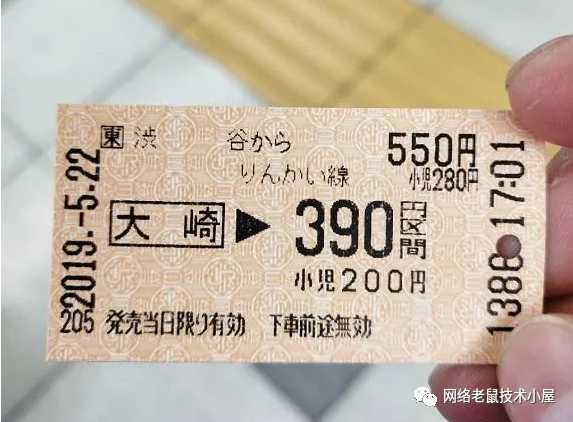 東 渋 谷から 550円
りんかい線 小児280円
大 崎 ▶ 390円区間
小児200円
発売当日限り有効 下車前途無効
2019.-5.22
205
17:01
网络老鼠技术小屋